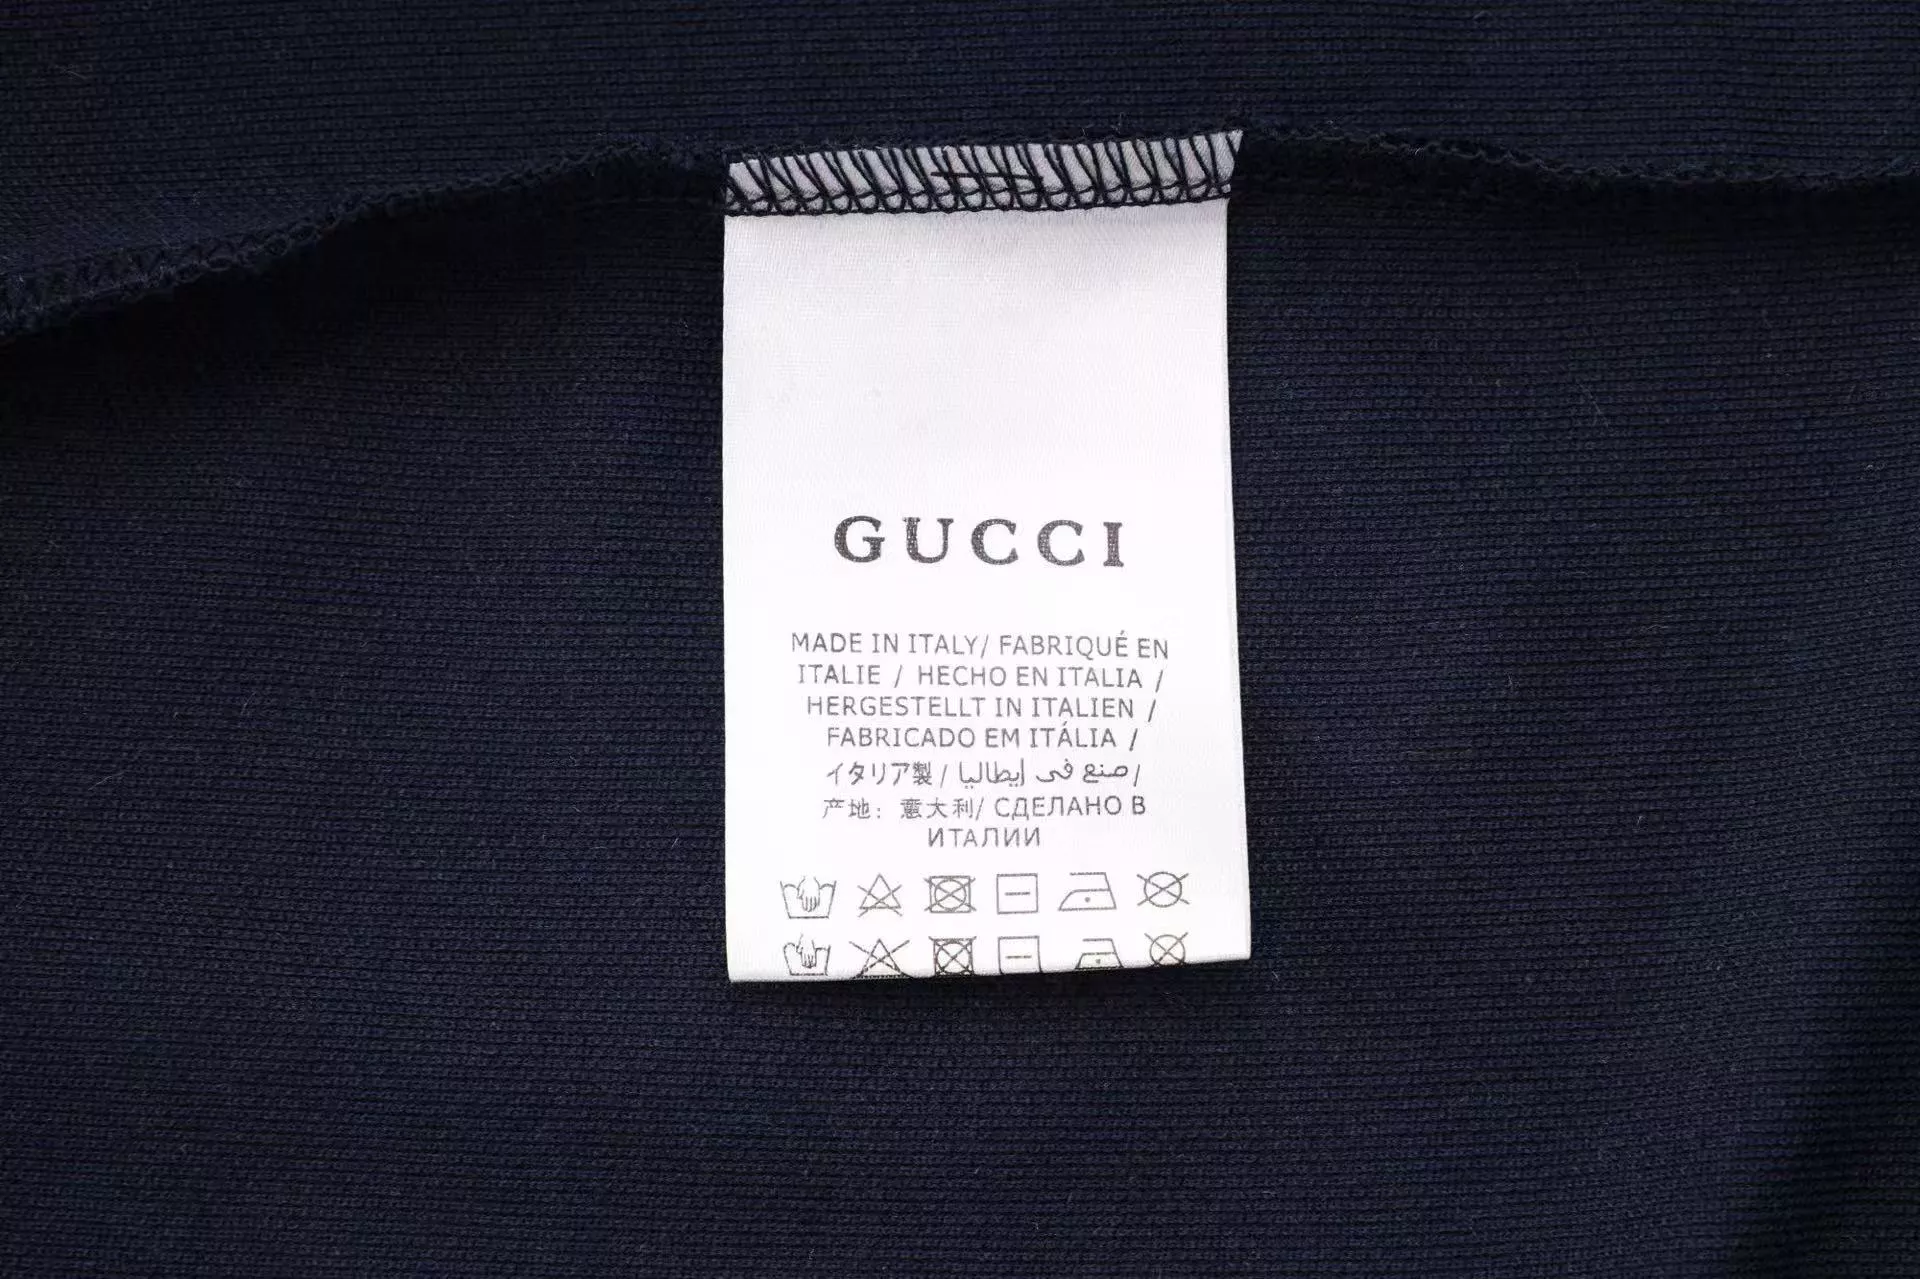 GUCCI
MADE IN ITALY/ FABRIQUÉ EN
ITALIE / HECHO EN ITALIA /
HERGESTELLT IN ITALIEN /
FABRICADO EM ITÁLIA /
イタリア製 / صنع في إيطاليا/
产地：意大利/ СДЕЛАНО В
ИТАЛИИ